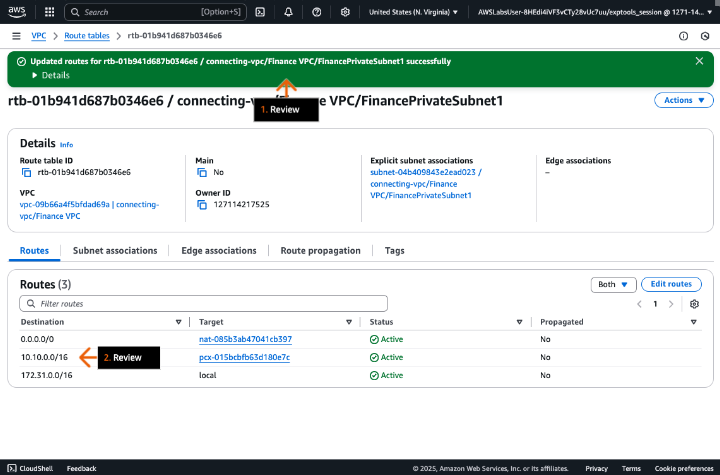 aws
Search [Option+S]
United States (N. Virginia)
AWSLabsUser-8HEdi4iVF3vCTy28vUc7uu/exptools_session @ 1271-14...
VPC > Route tables > rtb-01b941d687b0346e6
Updated routes for rtb-01b941d687b0346e6 / connecting-vpc/Finance VPC/FinancePrivateSubnet1 successfully
Details
1. Review
rtb-01b941d687b0346e6 / connecting-vpc/Finance VPC/FinancePrivateSubnet1
Actions
Details Info
Route table ID
rtb-01b941d687b0346e6
Main
No
Explicit subnet associations
subnet-04b409843e2ead023 /
connecting-vpc/Finance
VPC/FinancePrivateSubnet1
Edge associations
–
VPC
vpc-09b66a4f5bfdad69a | connecting-
vpc/Finance VPC
Owner ID
127114217525
Routes Subnet associations Edge associations Route propagation Tags
Routes (3)
Both
Edit routes
Filter routes
1
Destination Target Status Propagated
0.0.0.0/0 nat-085b3ab47041cb397 Active No
10.10.0.0/16 2. Review pcx-015bcbfb63d180e7c Active No
172.31.0.0/16 local Active No
CloudShell Feedback © 2025, Amazon Web Services, Inc. or its affiliates. Privacy Terms Cookie preferences